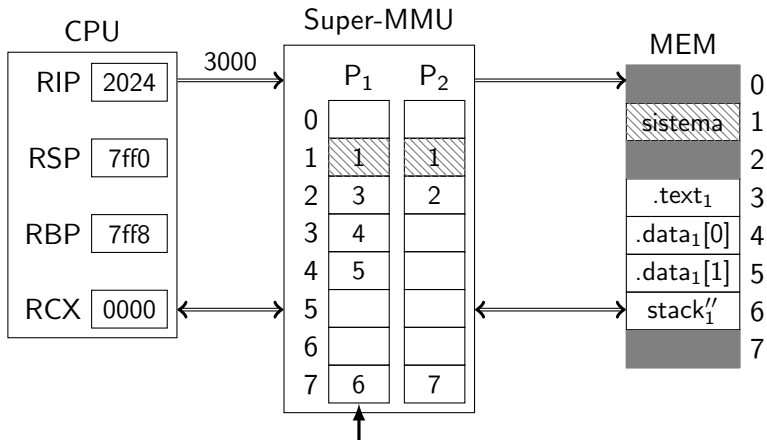 CPU
RIP 2024
RSP 7ff0
RBP 7ff8
RCX 0000
3000
Super-MMU
P₁ P₂
0
1 1 1
2 3 2
3 4
4 5
5
6
7 6 7
MEM
0
sistema 1
2
.text₁ 3
.data₁[0] 4
.data₁[1] 5
stack₁″ 6
7